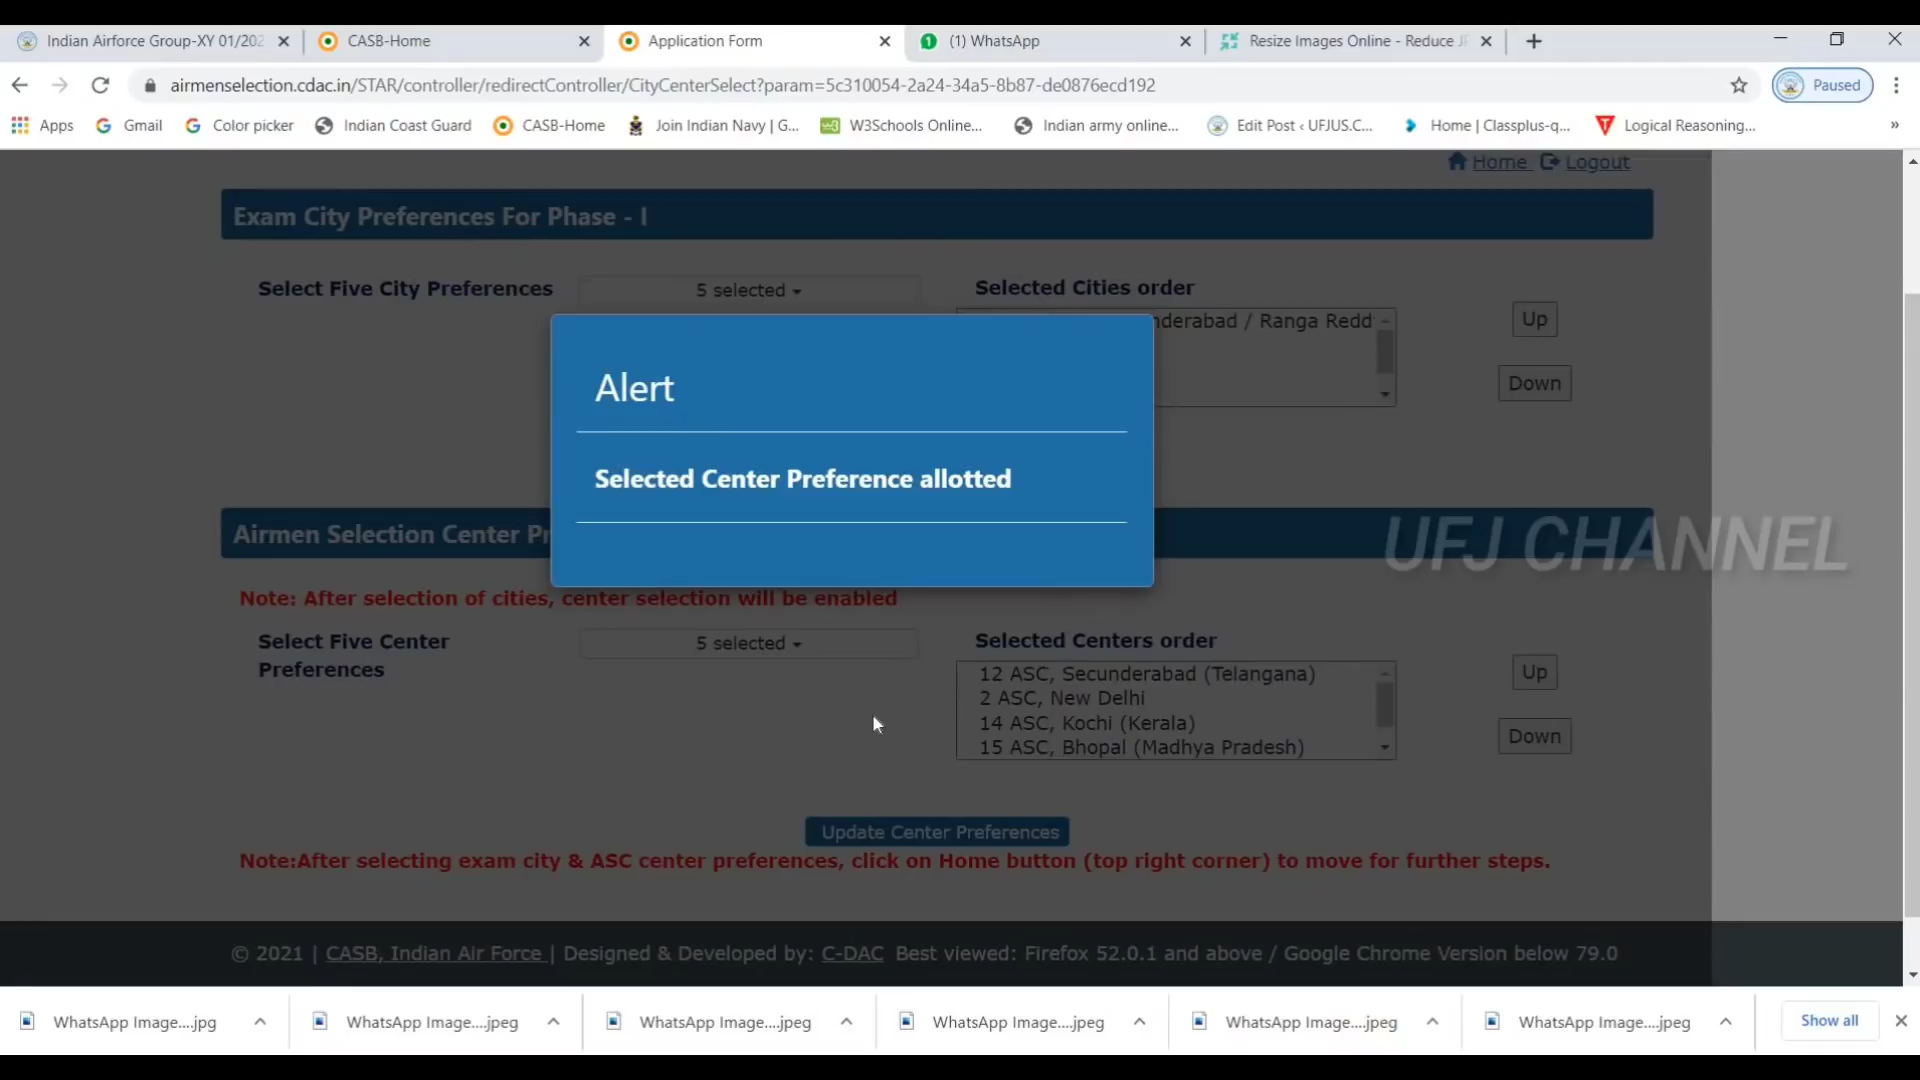 Indian Airforce Group-XY 01/202
CASB-Home
Application Form
(1) WhatsApp
Resize Images Online - Reduce J
airmenselection.cdac.in/STAR/controller/redirectController/CityCenterSelect?param=5c310054-2a24-34a5-8b87-de0876ecd192
Paused
Apps
Gmail
Color picker
Indian Coast Guard
CASB-Home
Join Indian Navy | G...
W3Schools Online...
Indian army online...
Edit Post ‹ UFJUS.C...
Home | Classplus-q...
Logical Reasoning...
»
Home
Logout
Exam City Preferences For Phase - I
Select Five City Preferences
5 selected
Selected Cities order
nderabad / Ranga Redd
Up
Down
Alert
Selected Center Preference allotted
Airmen Selection Center Pr
UFJ CHANNEL
Note: After selection of cities, center selection will be enabled
Select Five Center
Preferences
5 selected
Selected Centers order
12 ASC, Secunderabad (Telangana)
2 ASC, New Delhi
14 ASC, Kochi (Kerala)
15 ASC, Bhopal (Madhya Pradesh)
Up
Down
Update Center Preferences
Note:After selecting exam city & ASC center preferences, click on Home button (top right corner) to move for further steps.
© 2021 | CASB, Indian Air Force | Designed & Developed by: C-DAC Best viewed: Firefox 52.0.1 and above / Google Chrome Version below 79.0
WhatsApp Image....jpg
WhatsApp Image....jpeg
WhatsApp Image....jpeg
WhatsApp Image....jpeg
WhatsApp Image....jpeg
WhatsApp Image....jpeg
Show all